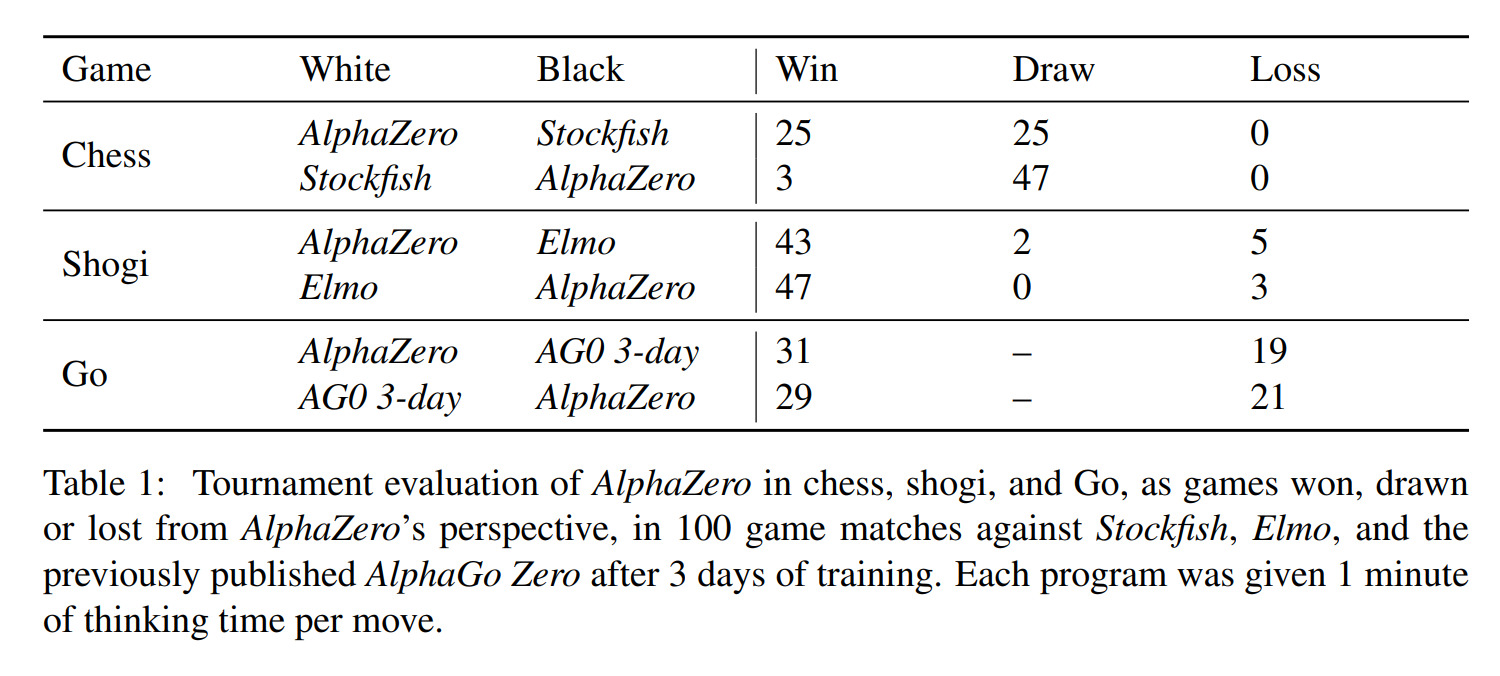 Game White Black Win Draw Loss
Chess
AlphaZero Stockfish 25 25 0
Stockfish AlphaZero 3 47 0
Shogi
AlphaZero Elmo 43 2 5
Elmo AlphaZero 47 0 3
Go
AlphaZero AG0 3-day 31 – 19
AG0 3-day AlphaZero 29 – 21
Table 1: Tournament evaluation of AlphaZero in chess, shogi, and Go, as games won, drawn
or lost from AlphaZero’s perspective, in 100 game matches against Stockfish, Elmo, and the
previously published AlphaGo Zero after 3 days of training. Each program was given 1 minute
of thinking time per move.